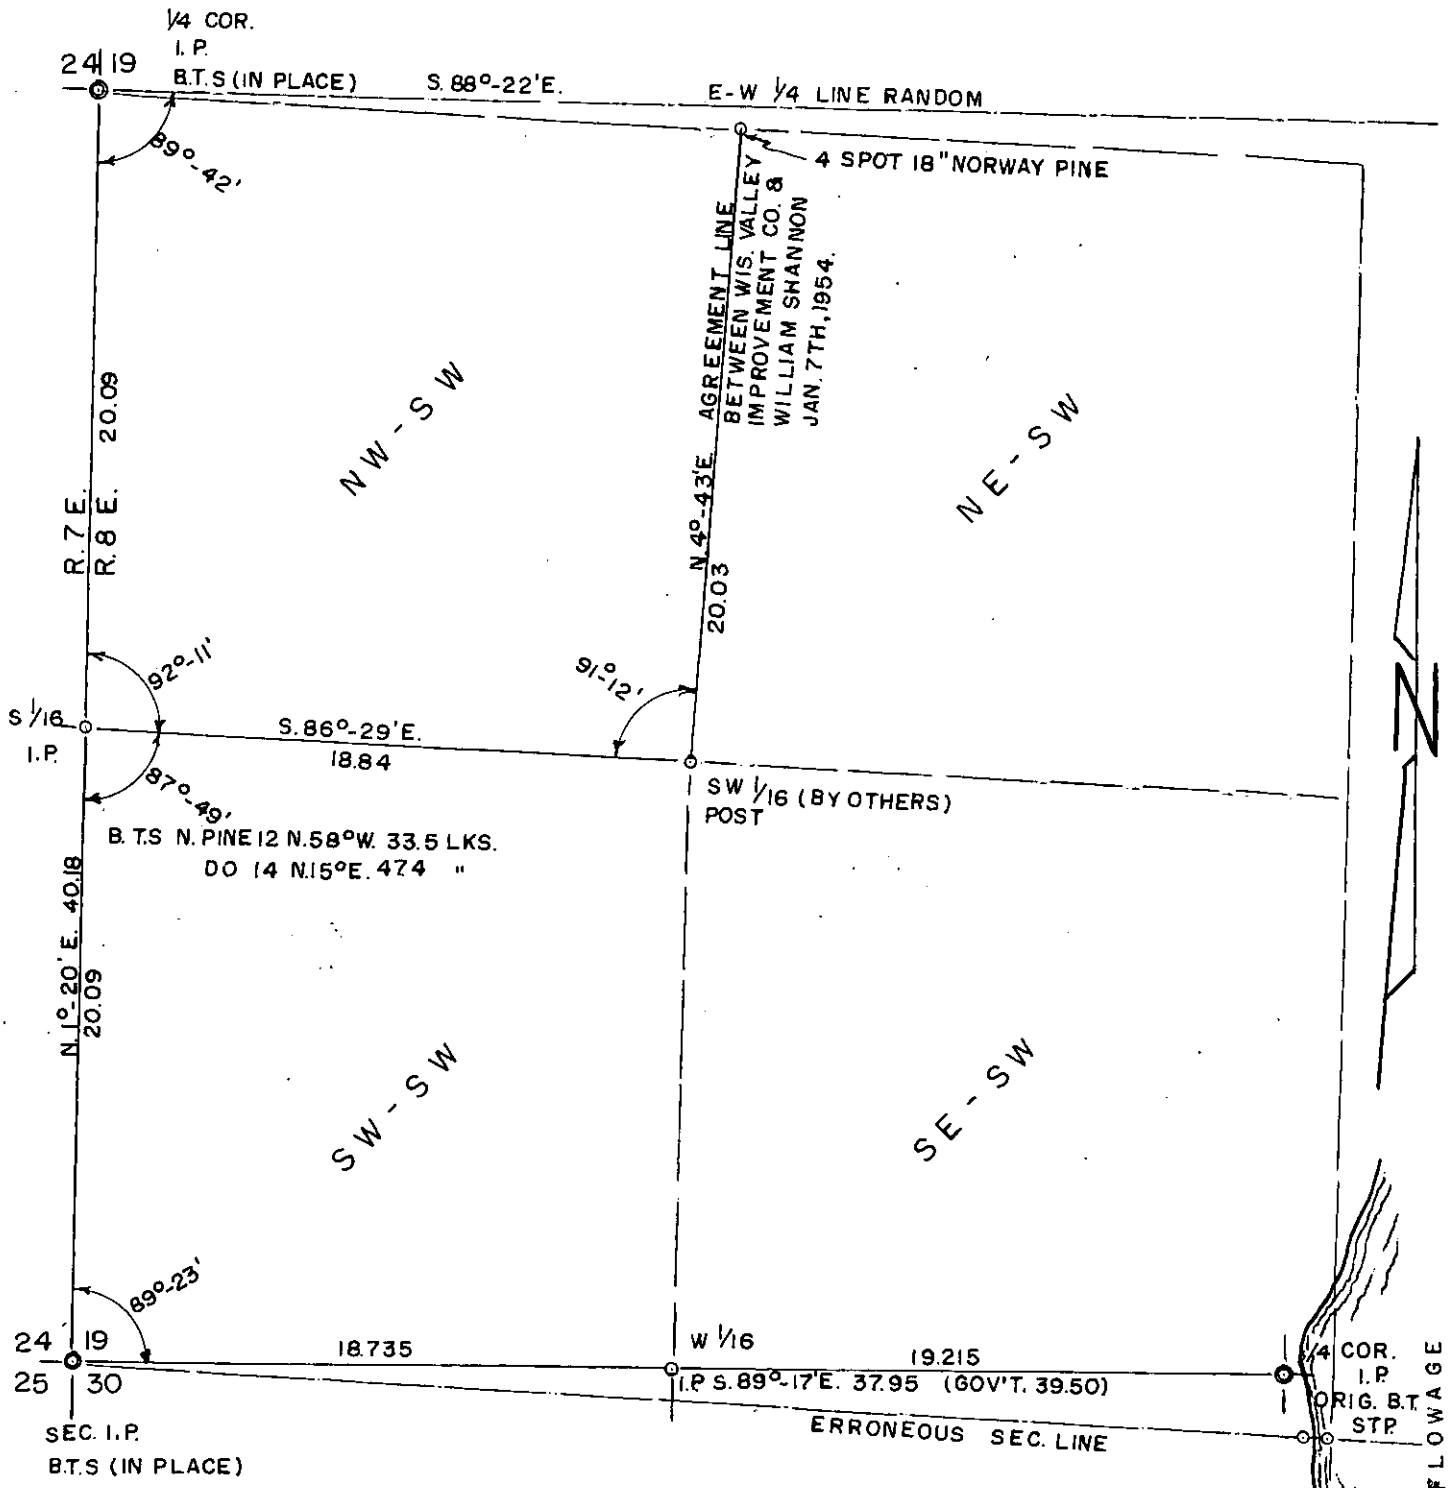 1/4 COR.
I. P.
B.T.S (IN PLACE)
24 19
S. 88°-22'E.
E-W 1/4 LINE RANDOM
4 SPOT 18" NORWAY PINE
89°-42'
AGREEMENT LINE
BETWEEN WIS. VALLEY
IMPROVEMENT CO. &
WILLIAM SHANNON
JAN. 7TH, 1954.
N. 4°-43'E.
20.03
20.09
R. 7 E.
R. 8 E.
NW - SW
NE - SW
92°-11'
91°-12'
S 1/16
I. P.
S. 86°-29'E.
18.84
87°-49'
SW 1/16 (BY OTHERS)
POST
B. T.S N. PINE 12 N.58°W. 33.5 LKS.
DO 14 N.15°E. 47.4 "
N
N. 1°-20' E. 40.18
20.09
SW - SW
SE - SW
89°-23'
24 19
25 30
18.735
W 1/16
19.215
I.P. S. 89°-17'E. 37.95 (GOV'T. 39.50)
1/4 COR.
I. P.
ORIG. B.T.
STP.
ERRONEOUS SEC. LINE
SEC. I.P.
B.T.S (IN PLACE)
FLOWAGE